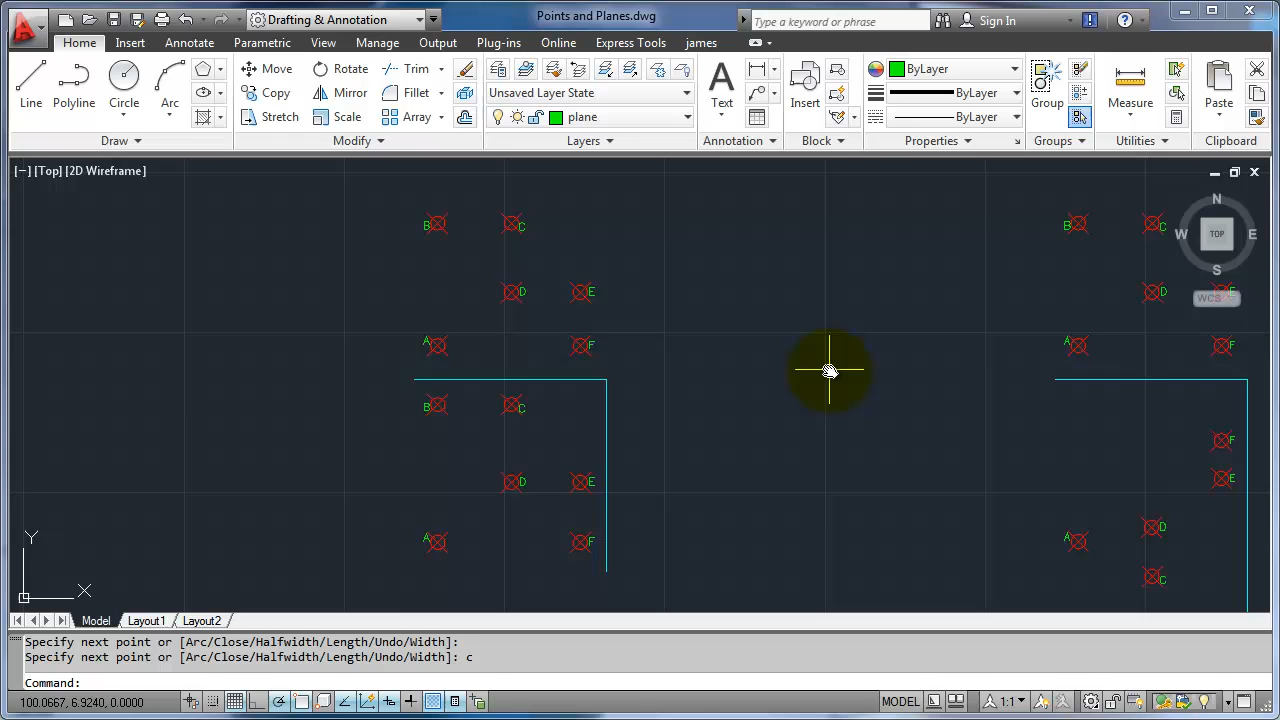 Drafting & Annotation
Points and Planes.dwg
Type a keyword or phrase
Sign In
Home Insert Annotate Parametric View Manage Output Plug-ins Online Express Tools james
Move Rotate Trim
Unsaved Layer State
ByLayer
Line Polyline Circle Arc
Copy Mirror Fillet
Text Insert
ByLayer
Group Measure Paste
Stretch Scale Array
plane
ByLayer
Draw Modify Layers Annotation Block Properties Groups Utilities Clipboard
[−] [Top] [2D Wireframe]
N
B C B C
W TOP E
S
D E D E
WCS
A F A F
B C
F
D E E
D
A F A
C
Y
X
Model Layout1 Layout2
Specify next point or [Arc/Close/Halfwidth/Length/Undo/Width]:
Specify next point or [Arc/Close/Halfwidth/Length/Undo/Width]: c
Command:
100.0667, 6.9240, 0.0000
MODEL
1:1